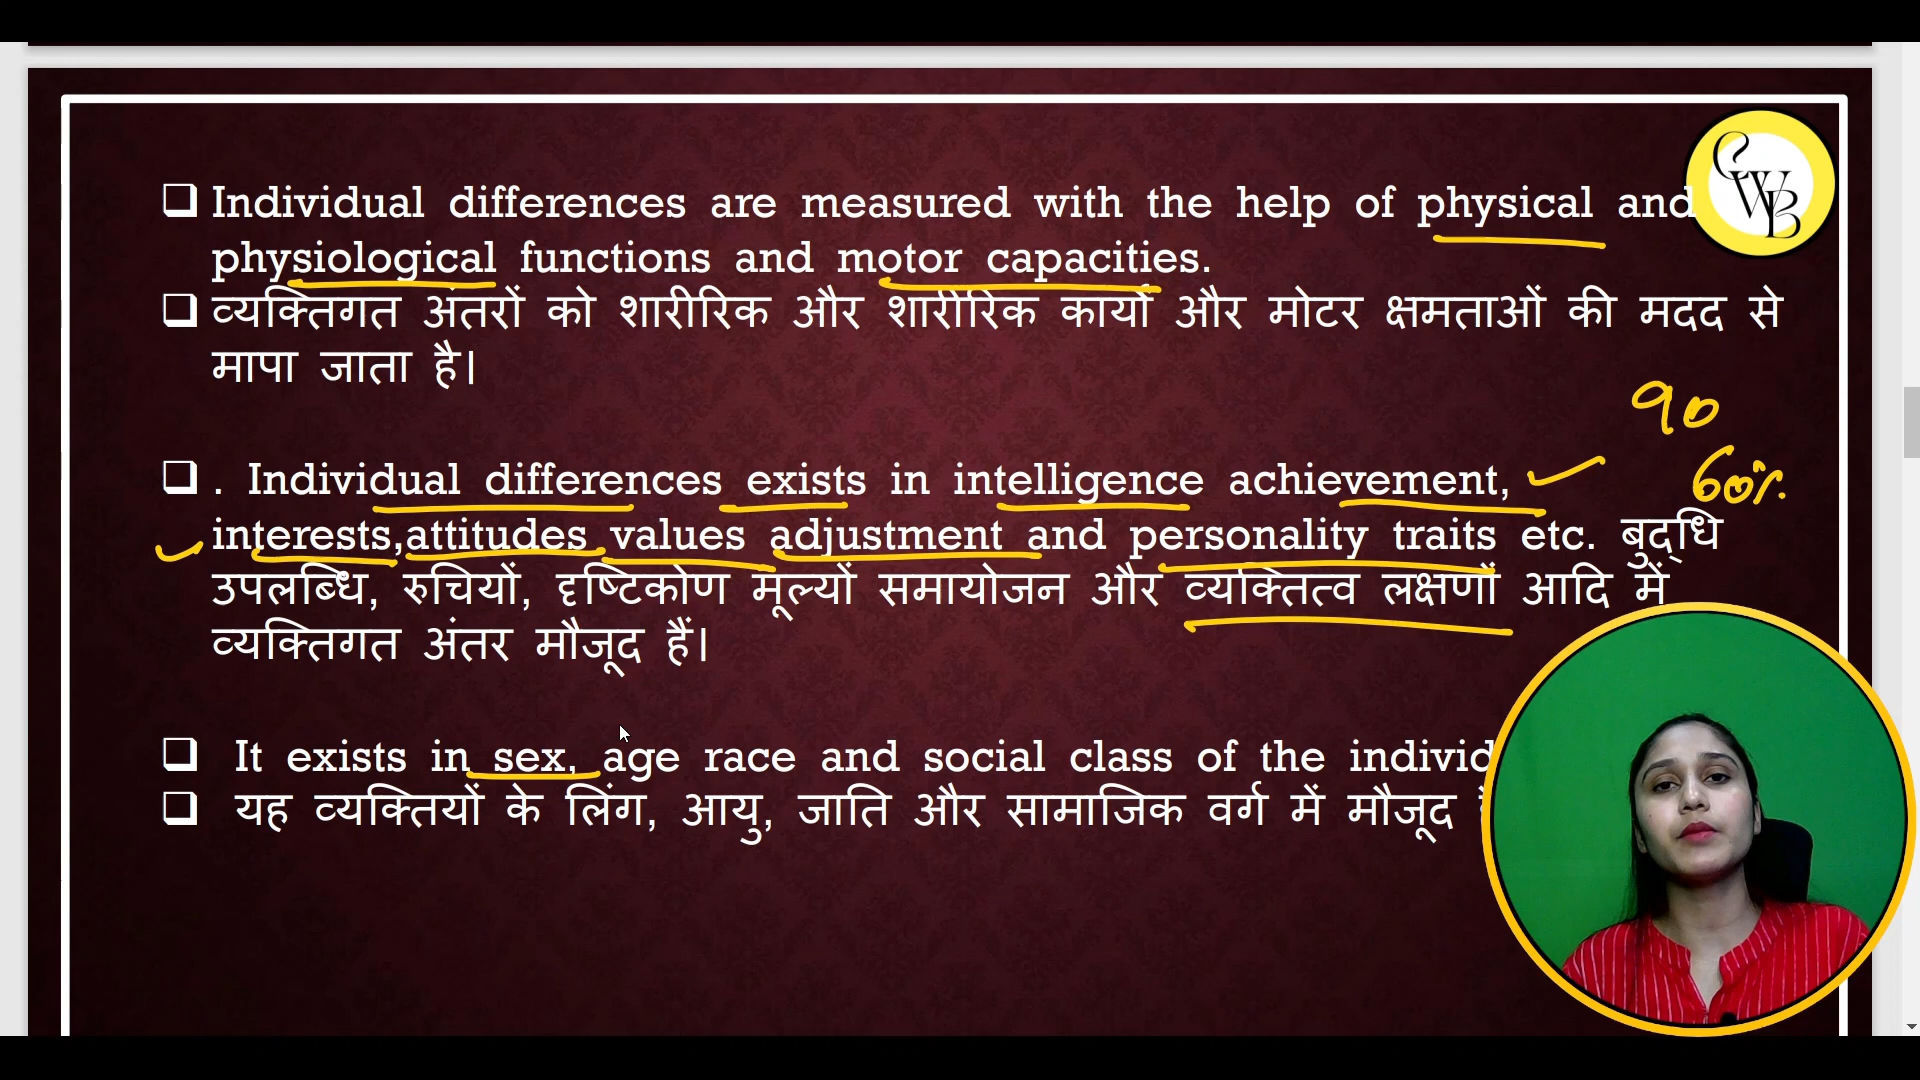 Individual differences are measured with the help of physical and
physiological functions and motor capacities.
व्यक्तिगत अंतरों को शारीरिक और शारीरिक कार्यों और मोटर क्षमताओं की मदद से
मापा जाता है।
90
60%.
. Individual differences exists in intelligence achievement,
interests,attitudes values adjustment and personality traits etc. बुद्धि
उपलब्धि, रुचियों, दृष्टिकोण मूल्यों समायोजन और व्यक्तित्व लक्षणों आदि में
व्यक्तिगत अंतर मौजूद हैं।
It exists in sex, age race and social class of the
यह व्यक्तियों के लिंग, आयु, जाति और सामाजिक वर्ग में मौजूद